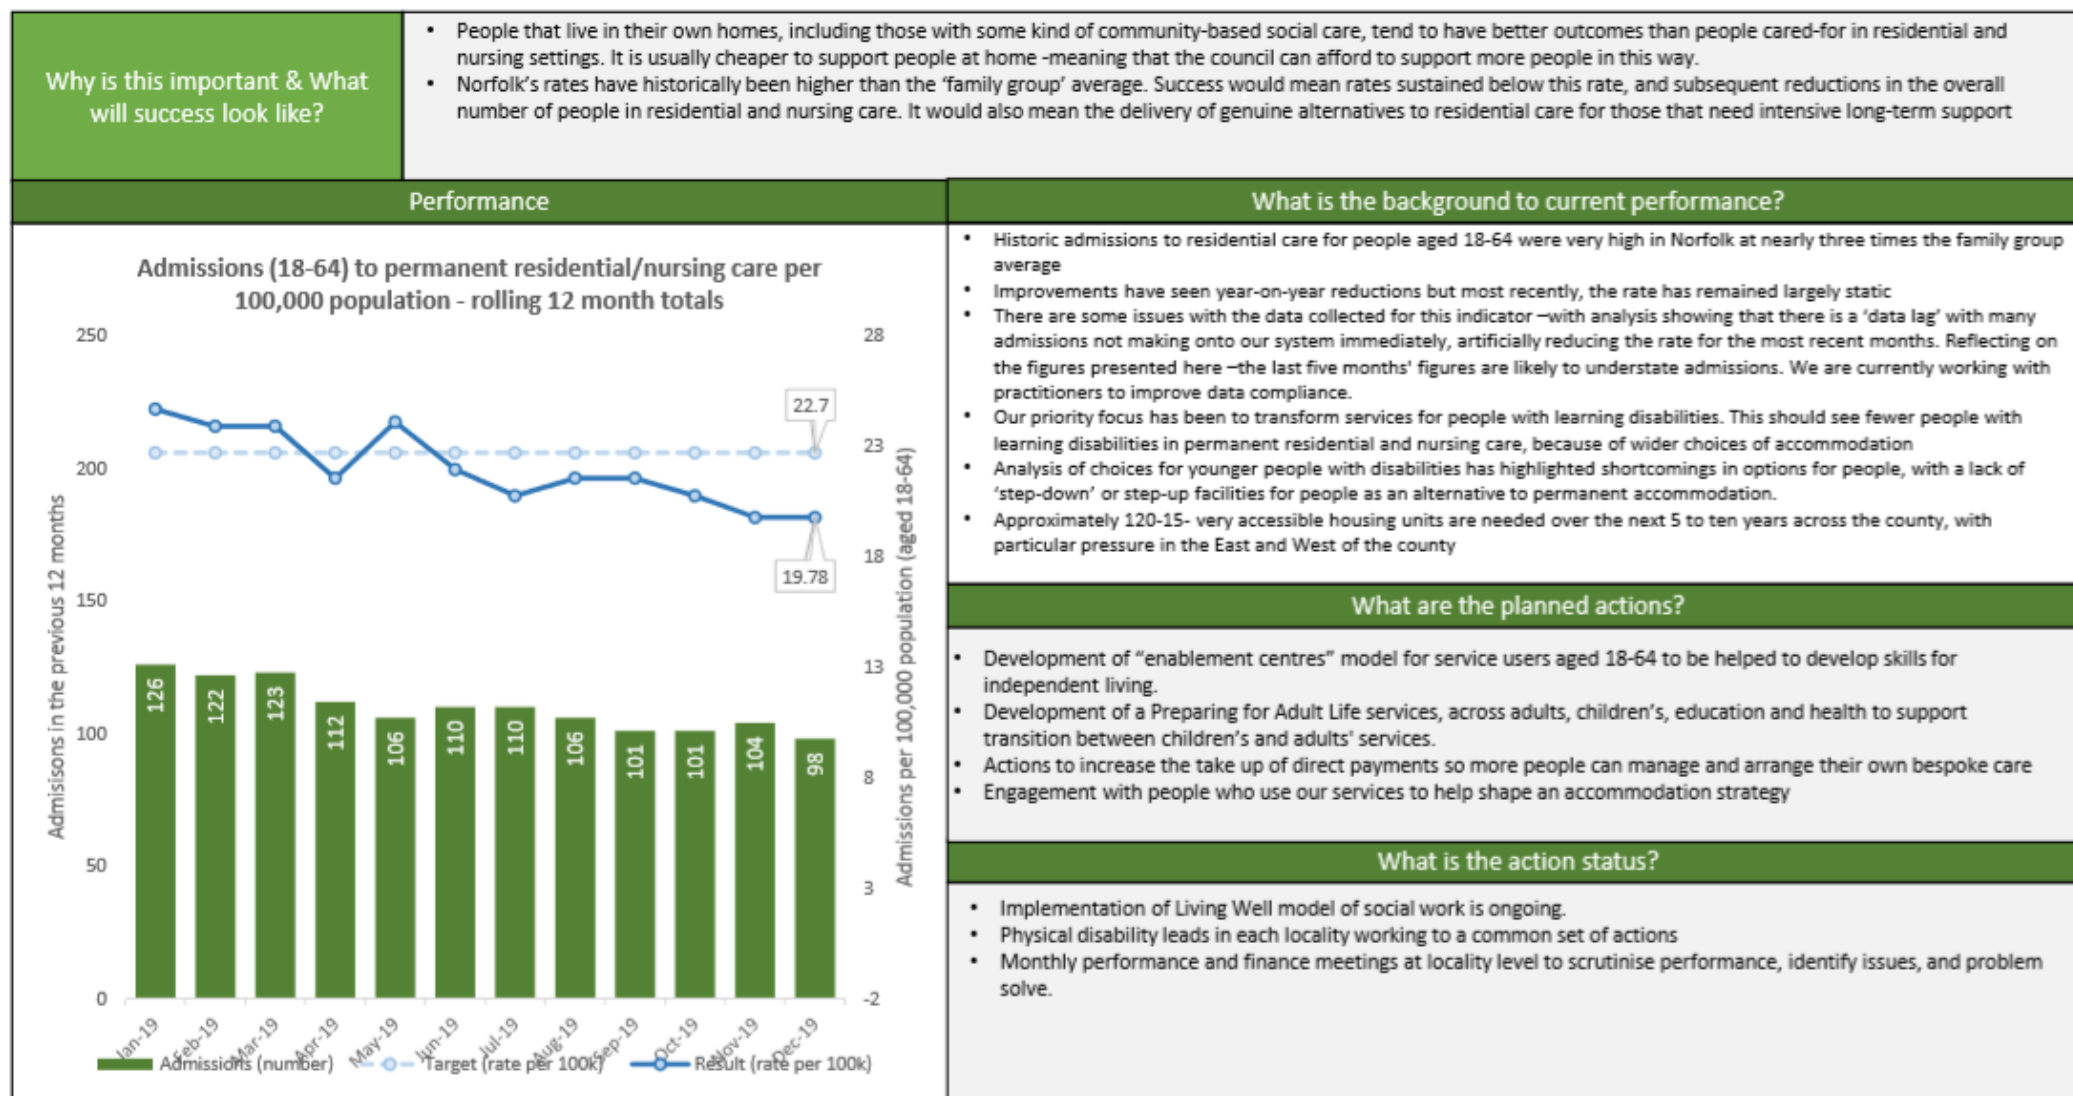 Why is this important & What
will success look like?
• People that live in their own homes, including those with some kind of community-based social care, tend to have better outcomes than people cared-for in residential and
nursing settings. It is usually cheaper to support people at home -meaning that the council can afford to support more people in this way.
• Norfolk's rates have historically been higher than the 'family group' average. Success would mean rates sustained below this rate, and subsequent reductions in the overall
number of people in residential and nursing care. It would also mean the delivery of genuine alternatives to residential care for those that need intensive long-term support
Performance
Admissions (18-64) to permanent residential/nursing care per
100,000 population - rolling 12 month totals
Admisisons in the previous 12 months
250
200
150
100
50
0
28
23
18
13
8
3
-2
Admissions per 100,000 population (aged 18-64)
22.7
19.78
126
122
123
112
106
110
110
106
101
101
104
98
Jan-19
Feb-19
Mar-19
Apr-19
May-19
Jun-19
Jul-19
Aug-19
Sep-19
Oct-19
Nov-19
Dec-19
Admissions (number)
Target (rate per 100k)
Result (rate per 100k)
What is the background to current performance?
• Historic admissions to residential care for people aged 18-64 were very high in Norfolk at nearly three times the family group
average
• Improvements have seen year-on-year reductions but most recently, the rate has remained largely static
• There are some issues with the data collected for this indicator –with analysis showing that there is a 'data lag' with many
admissions not making onto our system immediately, artificially reducing the rate for the most recent months. Reflecting on
the figures presented here –the last five months' figures are likely to understate admissions. We are currently working with
practitioners to improve data compliance.
• Our priority focus has been to transform services for people with learning disabilities. This should see fewer people with
learning disabilities in permanent residential and nursing care, because of wider choices of accommodation
• Analysis of choices for younger people with disabilities has highlighted shortcomings in options for people, with a lack of
'step-down' or step-up facilities for people as an alternative to permanent accommodation.
• Approximately 120-15- very accessible housing units are needed over the next 5 to ten years across the county, with
particular pressure in the East and West of the county
What are the planned actions?
• Development of "enablement centres" model for service users aged 18-64 to be helped to develop skills for
independent living.
• Development of a Preparing for Adult Life services, across adults, children's, education and health to support
transition between children's and adults' services.
• Actions to increase the take up of direct payments so more people can manage and arrange their own bespoke care
• Engagement with people who use our services to help shape an accommodation strategy
What is the action status?
• Implementation of Living Well model of social work is ongoing.
• Physical disability leads in each locality working to a common set of actions
• Monthly performance and finance meetings at locality level to scrutinise performance, identify issues, and problem
solve.